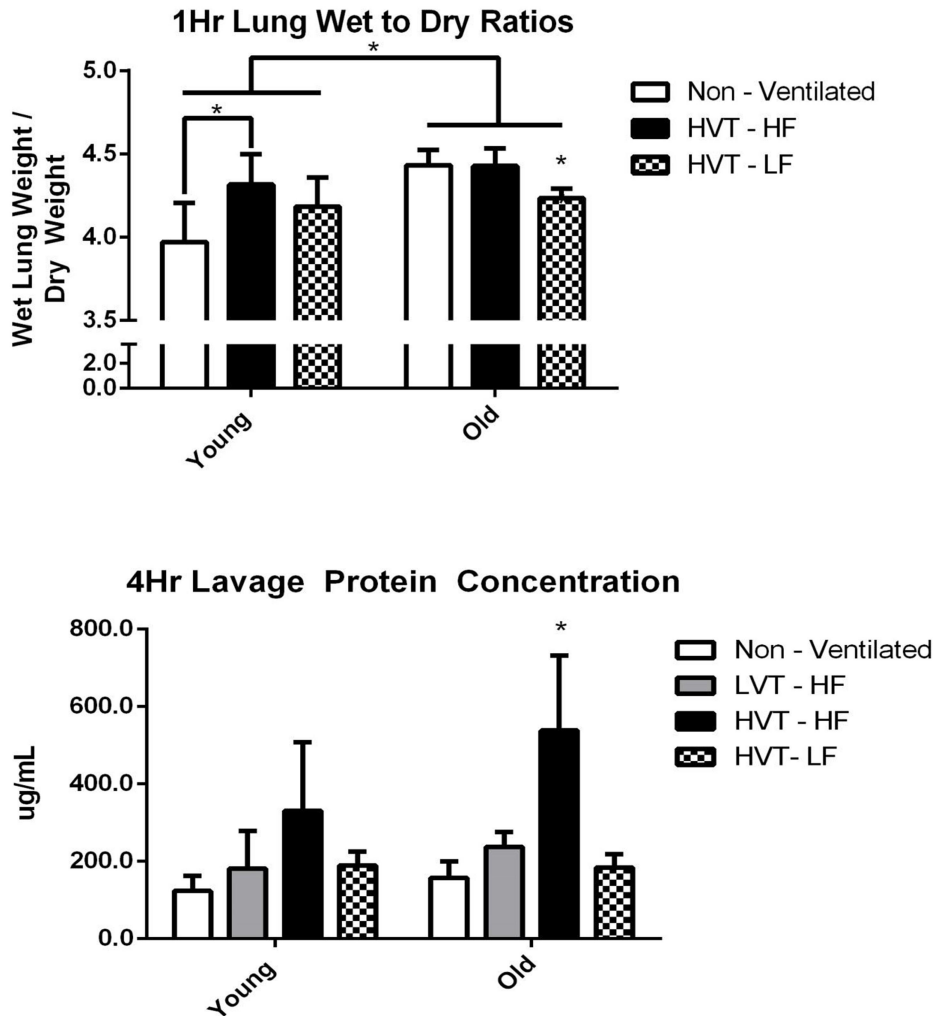 1Hr Lung Wet to Dry Ratios
*
5.0
Non - Ventilated
*
HVT - HF
4.5
*
HVT - LF
Wet Lung Weight /
Dry Weight
4.0
3.5
2.0
0.0
Young
Old
4Hr Lavage Protein Concentration
800.0
*
Non - Ventilated
LVT - HF
600.0
HVT - HF
HVT- LF
ug/mL
400.0
200.0
0.0
Young
Old